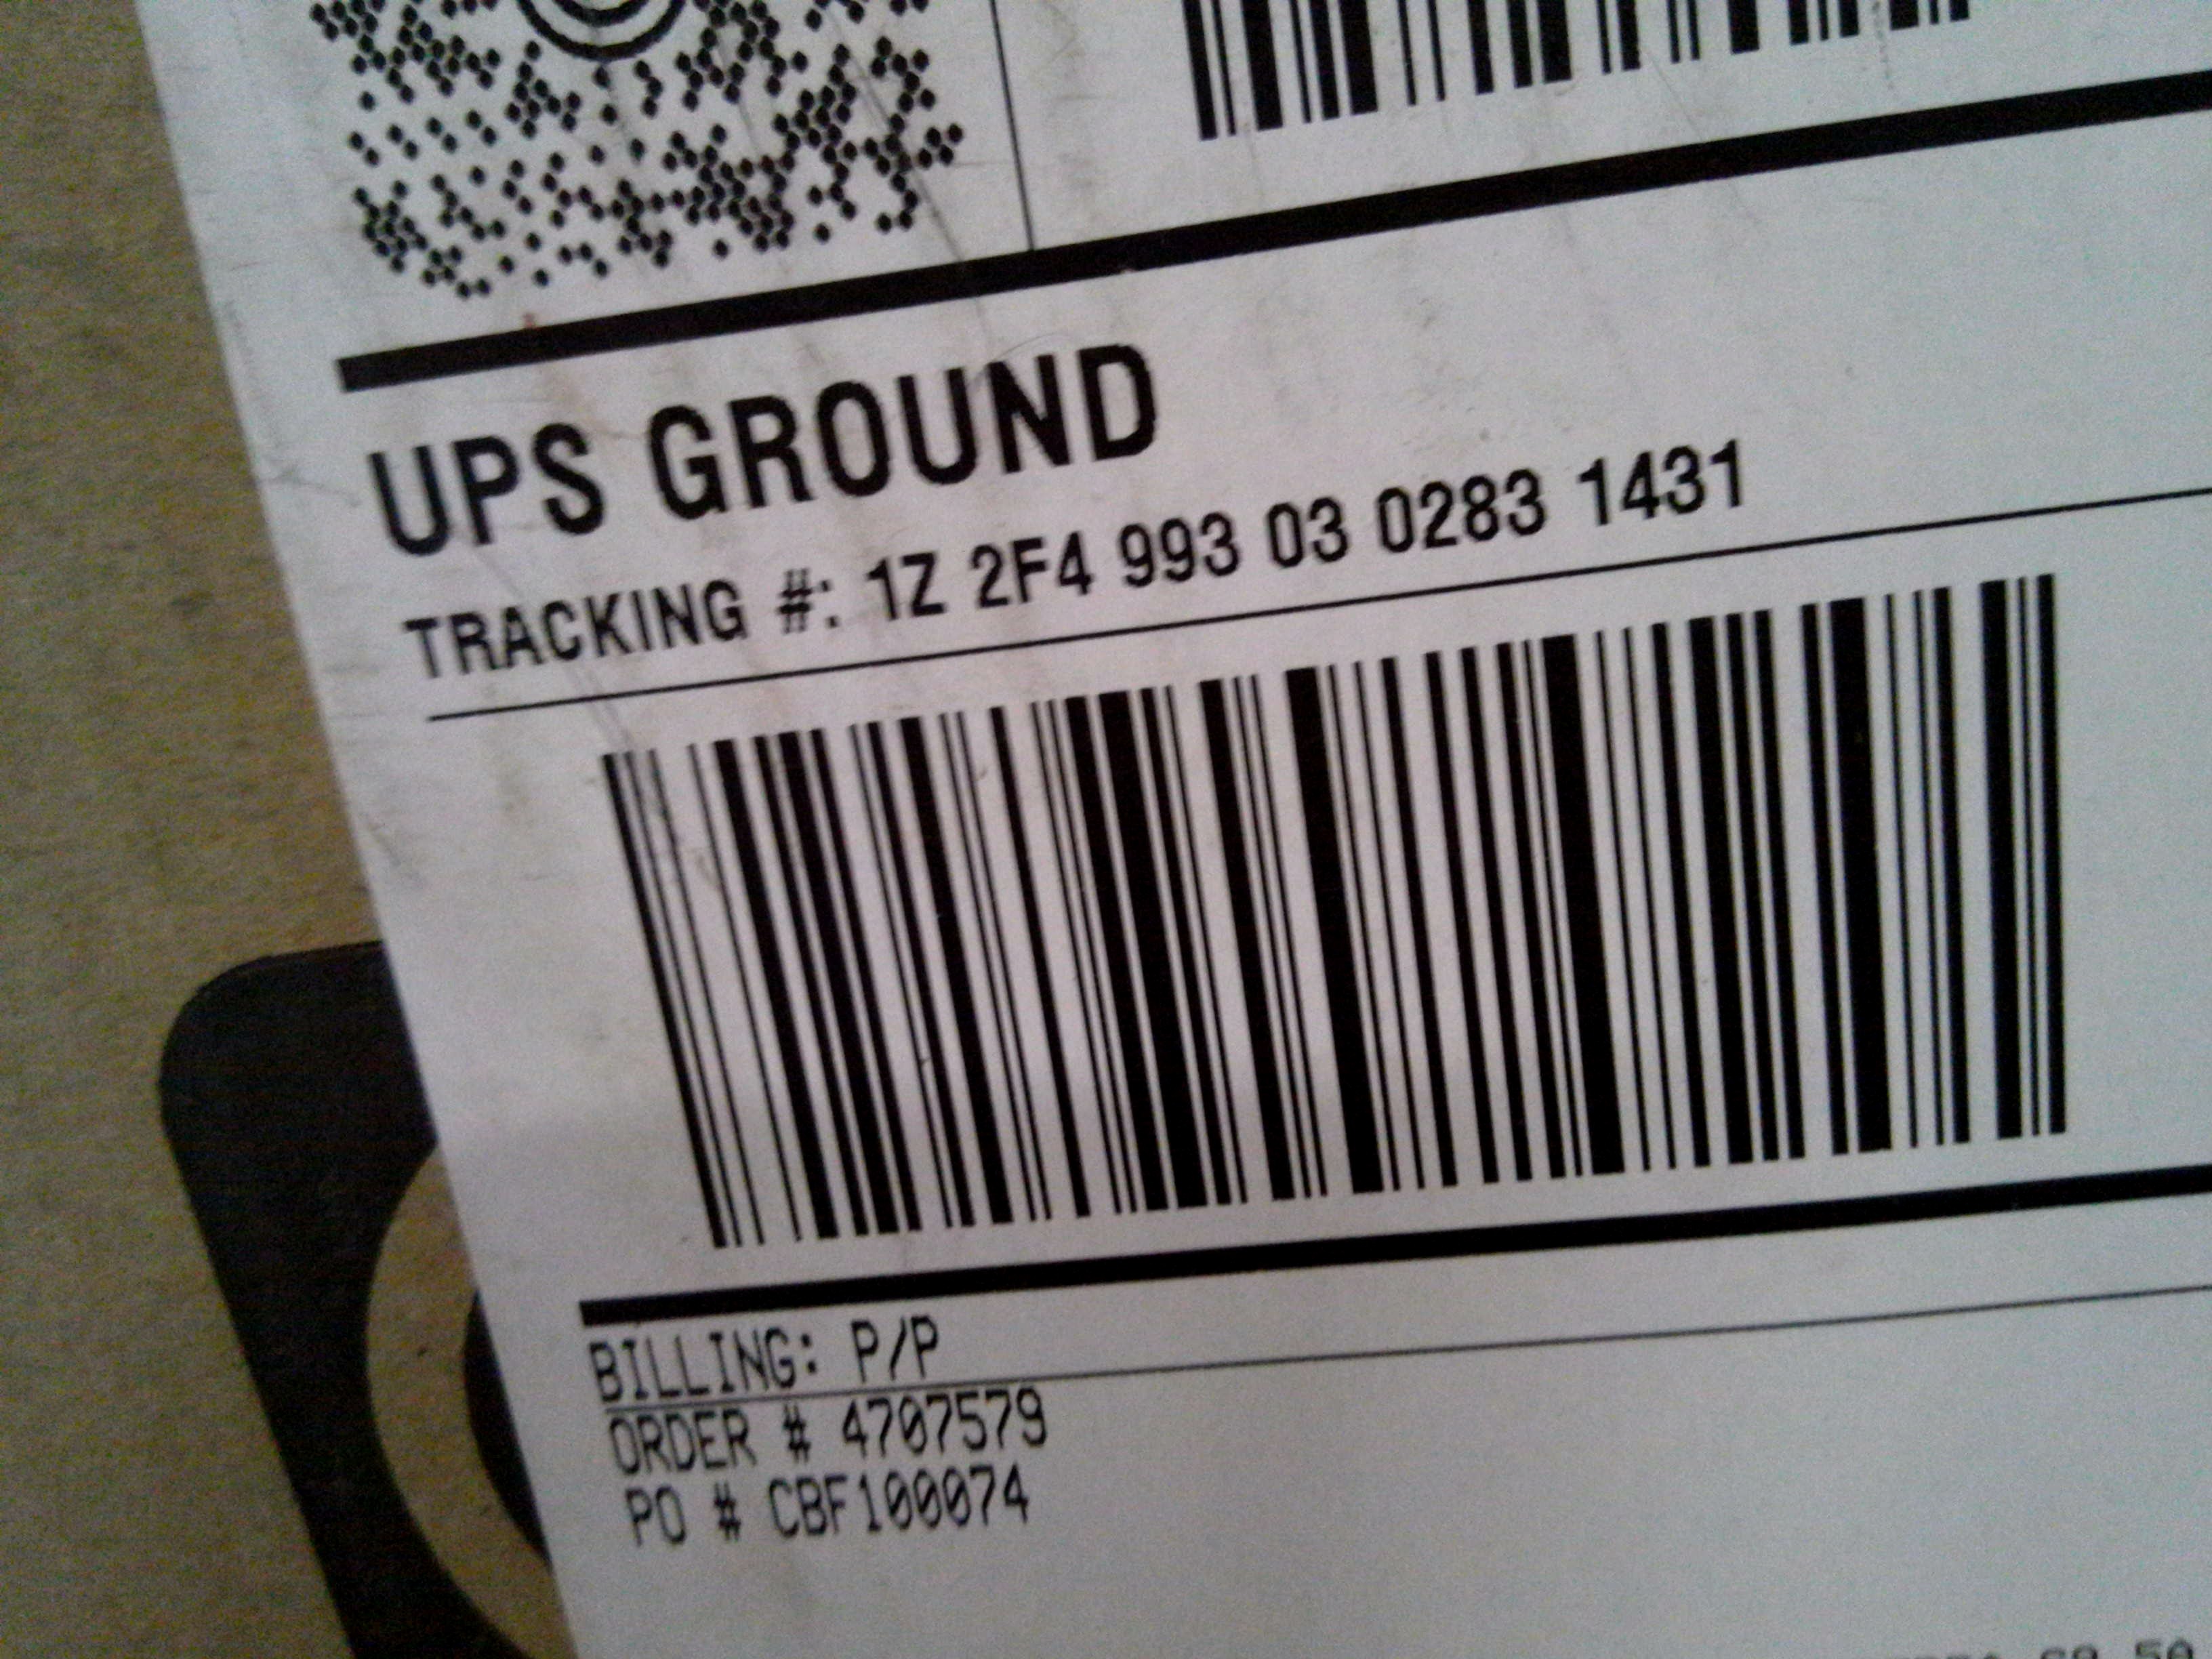 UPS GROUND
TRACKING #: 1Z 2F4 993 03 0283 1431
BILLING: P/P
ORDER # 4707579
PO # CBF100074